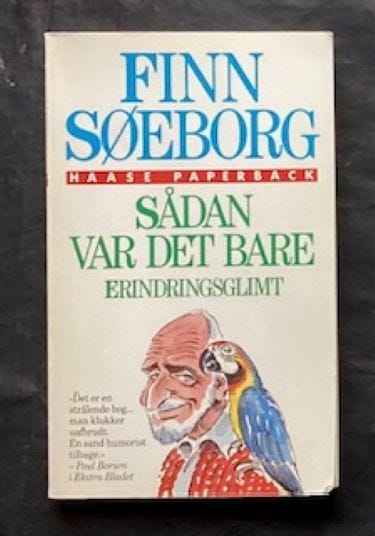 FINN
SØEBORG
HAASE PAPERBACK
SÅDAN
VAR DET BARE
ERINDRINGSGLIMT
»Det er en
strålende bog...
man klukker
uafbrudt.
En sand humorist
tilbage.«
– Poul Borum
i Ekstra Bladet